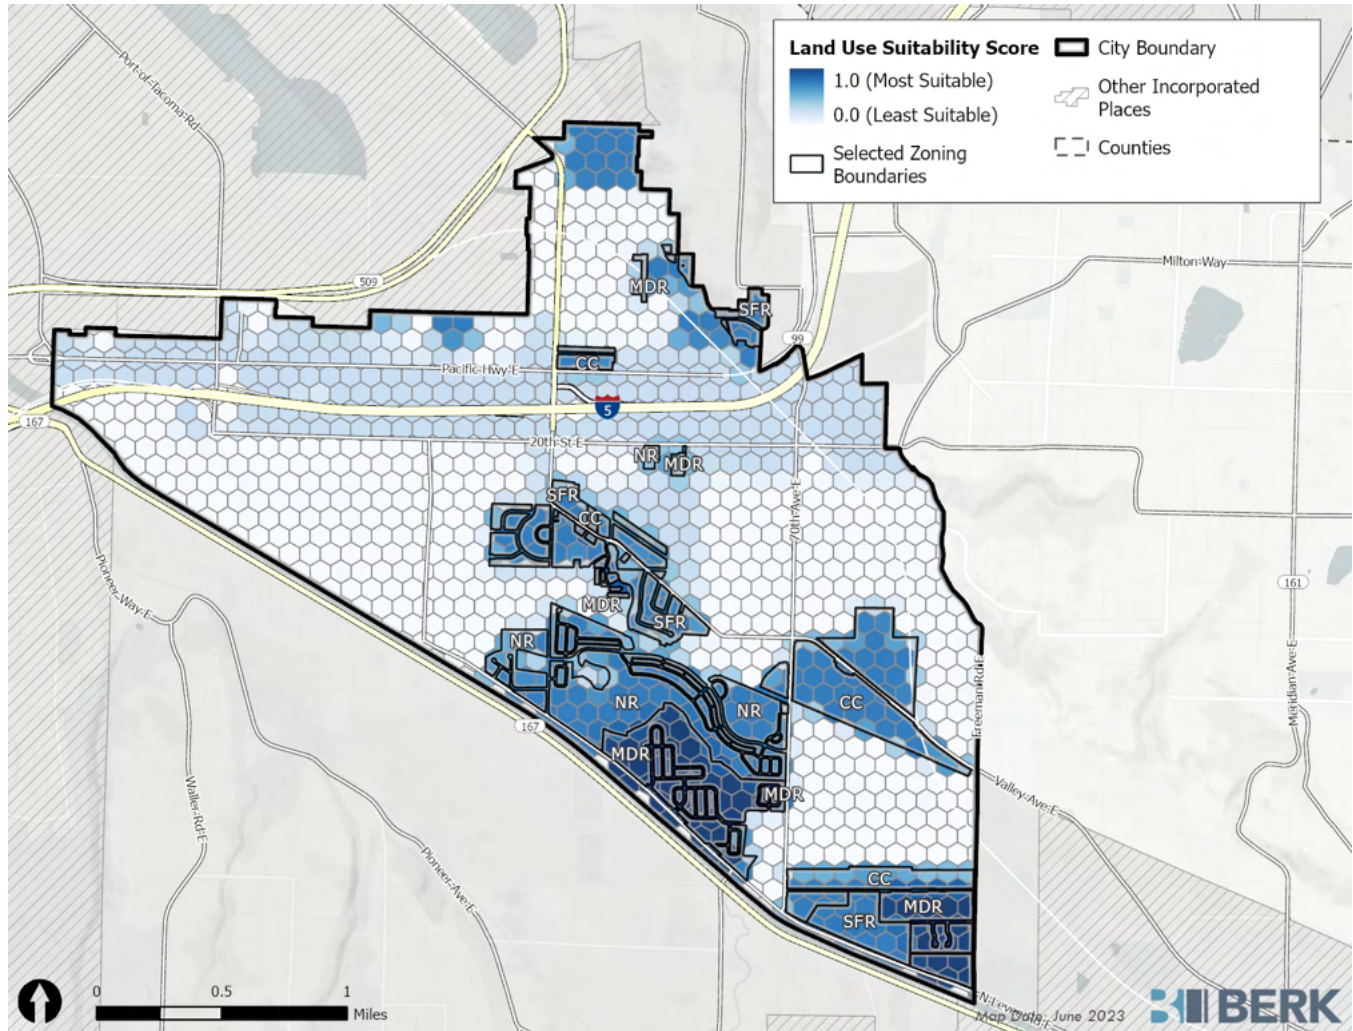 Land Use Suitability Score
1.0 (Most Suitable)
0.0 (Least Suitable)
Selected Zoning
Boundaries
City Boundary
Other Incorporated
Places
Counties
Port-of-Tacoma-Rd
509
Milton-Way
MDR
SFR
99
CC
Pacific-Hwy-E
5
167
20th-St-E
NR
MDR
SFR
CC
70th-Ave-E
161
Pioneer-Way-E
MDR
SFR
NR
Freeman-Rd-E
Meridian-Ave-E
NR
NR
CC
167
MDR
MDR
Valley-Ave-E
Waller-Rd-E
Pioneer-Ave-E
CC
MDR
SFR
0
0.5
1
Miles
Map Date: June 2023
BERK